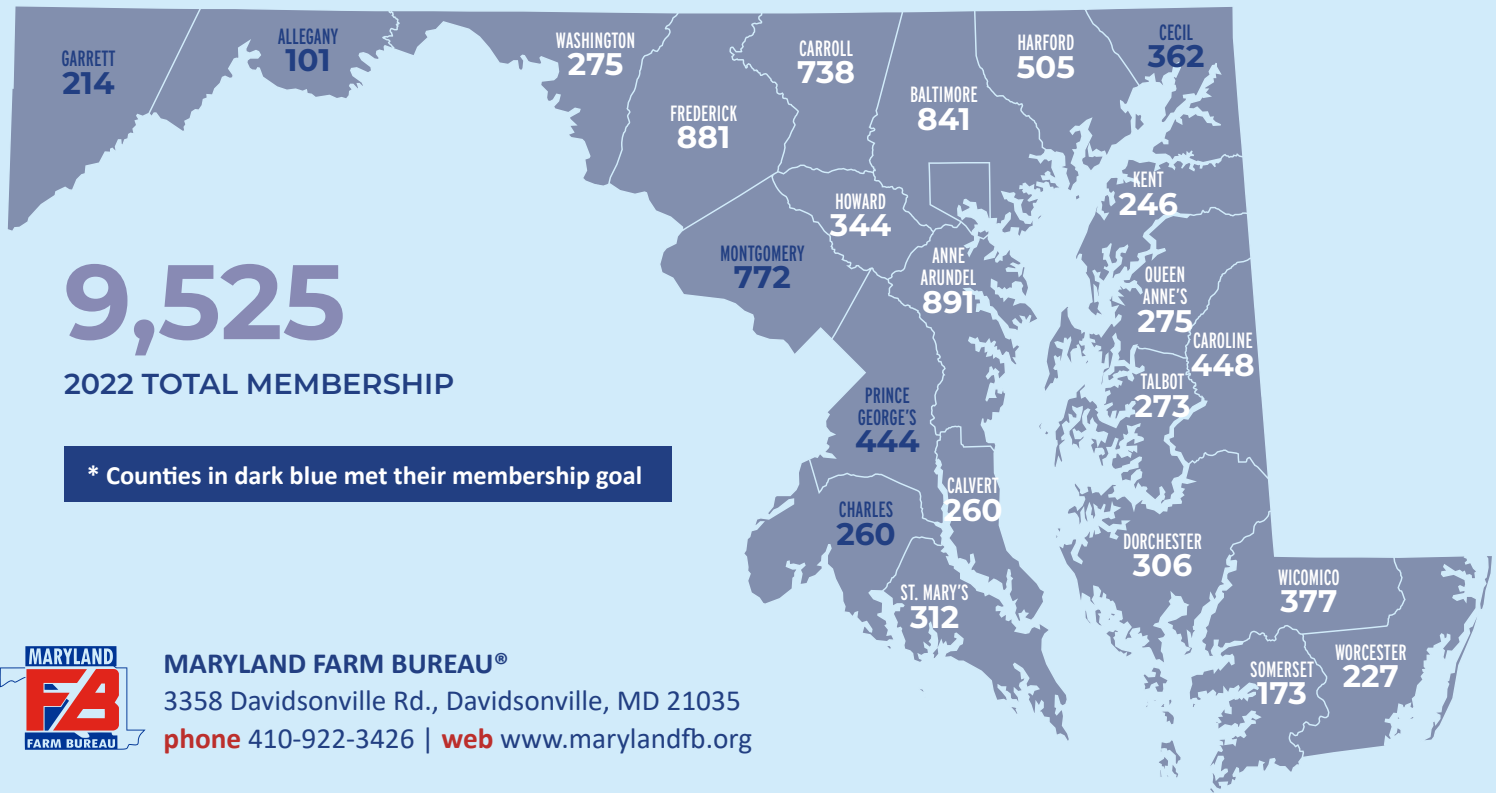 GARRETT
214
ALLEGANY
101
WASHINGTON
275
FREDERICK
881
CARROLL
738
BALTIMORE
841
HARFORD
505
CECIL
362
KENT
246
HOWARD
344
MONTGOMERY
772
ANNE
ARUNDEL
891
QUEEN
ANNE'S
275
CAROLINE
448
TALBOT
273
PRINCE
GEORGE'S
444
CALVERT
260
CHARLES
260
ST. MARY'S
312
DORCHESTER
306
WICOMICO
377
SOMERSET
173
WORCESTER
227
9,525
2022 TOTAL MEMBERSHIP
* Counties in dark blue met their membership goal
MARYLAND
FB
FARM BUREAU
MARYLAND FARM BUREAU®
3358 Davidsonville Rd., Davidsonville, MD 21035
phone 410-922-3426 | web www.marylandfb.org